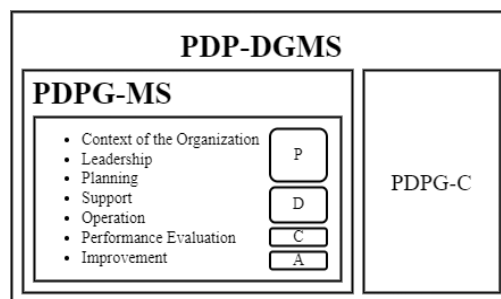 PDP-DGMS
PDPG-MS
• Context of the Organization
• Leadership
• Planning
• Support
• Operation
• Performance Evaluation
• Improvement
P
D
C
A
PDPG-C